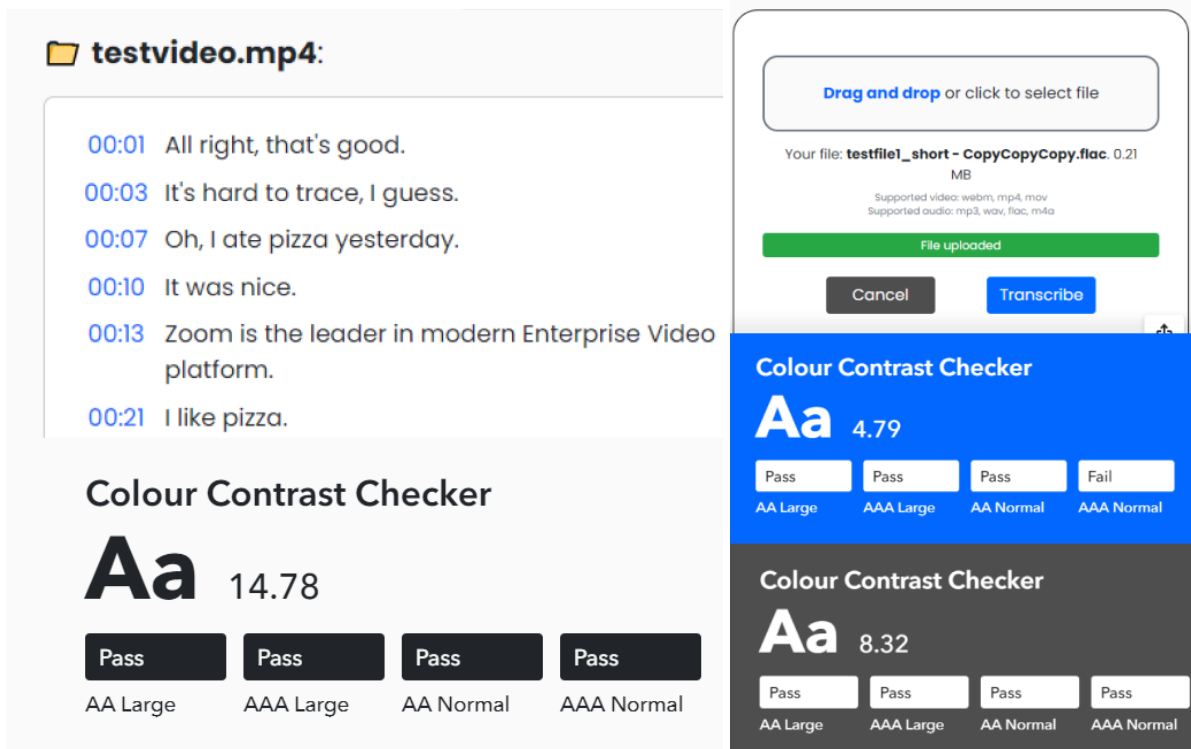 testvideo.mp4:
00:01 All right, that's good.
00:03 It's hard to trace, I guess.
00:07 Oh, I ate pizza yesterday.
00:10 It was nice.
00:13 Zoom is the leader in modern Enterprise Video
platform.
00:21 I like pizza.
Colour Contrast Checker
Aa 14.78
Pass Pass Pass Pass
AA Large AAA Large AA Normal AAA Normal
Drag and drop or click to select file
Your file: testfile1_short - CopyCopyCopy.flac. 0.21
MB
Supported video: webm, mp4, mov
Supported audio: mp3, wav, flac, m4a
File uploaded
Cancel Transcribe
Colour Contrast Checker
Aa 4.79
Pass Pass Pass Fail
AA Large AAA Large AA Normal AAA Normal
Colour Contrast Checker
Aa 8.32
Pass Pass Pass Pass
AA Large AAA Large AA Normal AAA Normal